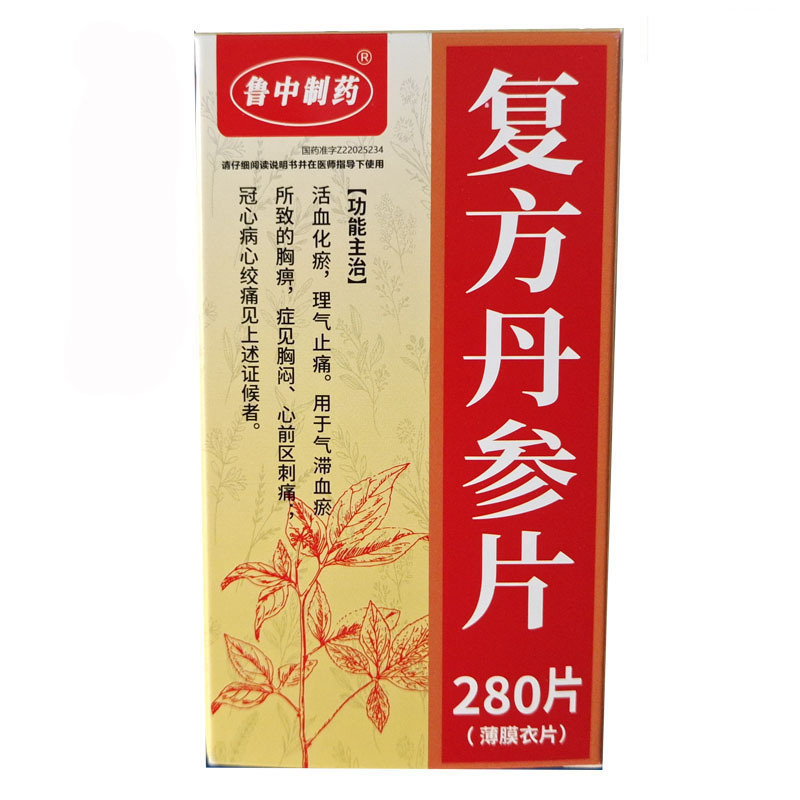 鲁中制药®
国药准字Z22025234
请仔细阅读说明书并在医师指导下使用
【功能主治】
活血化瘀，理气止痛。用于气滞血瘀
所致的胸痹，症见胸闷、心前区刺痛；
冠心病心绞痛见上述证候者。
复方丹参片
280片
（薄膜衣片）